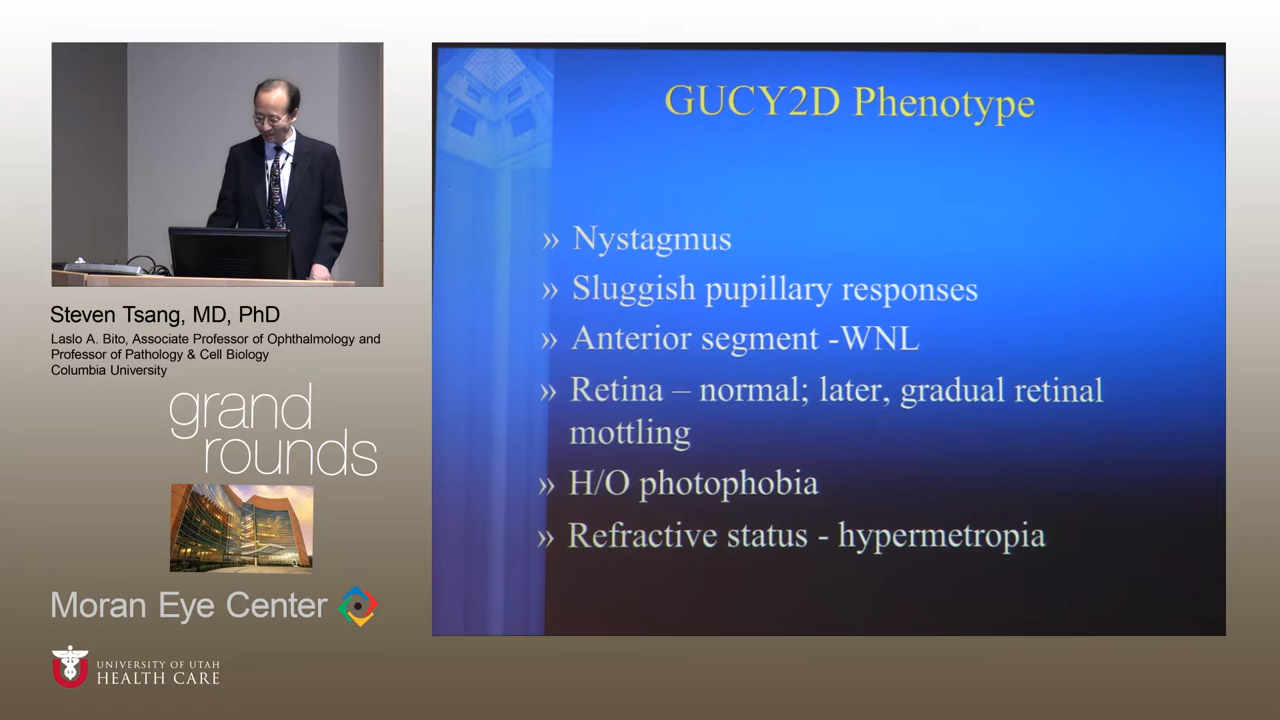 Steven Tsang, MD, PhD
Laslo A. Bito, Associate Professor of Ophthalmology and
Professor of Pathology & Cell Biology
Columbia University
grand
rounds
Moran Eye Center
UNIVERSITY OF UTAH
HEALTH CARE
GUCY2D Phenotype
» Nystagmus
» Sluggish pupillary responses
» Anterior segment -WNL
» Retina – normal; later, gradual retinal
mottling
» H/O photophobia
» Refractive status - hypermetropia